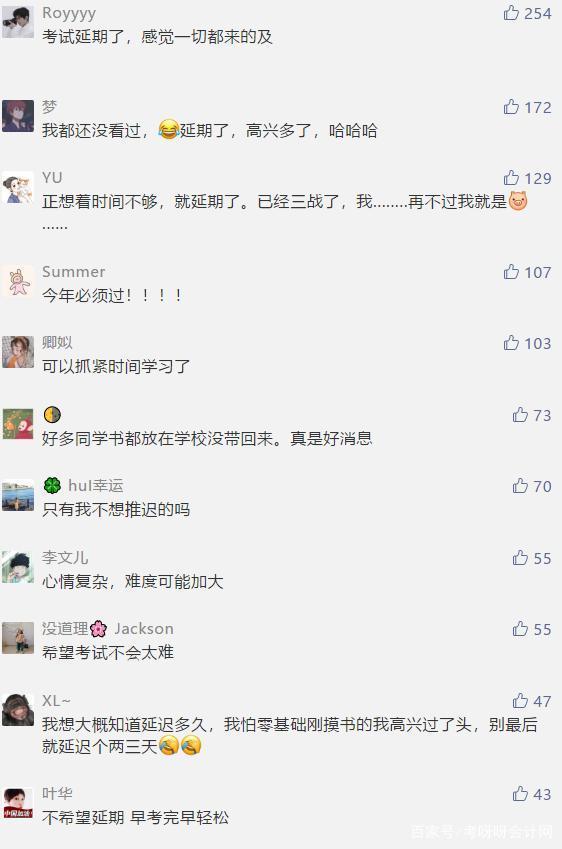 Royyyy 254
考试延期了，感觉一切都来的及
梦 172
我都还没看过，😂延期了，高兴多了，哈哈哈
YU 129
正想着时间不够，就延期了。已经三战了，我........再不过我就是🐷
......
Summer 107
今年必须过！！！！
卿姒 103
可以抓紧时间学习了
🌗 73
好多同学书都放在学校没带回来。真是好消息
🍀 hul幸运 70
只有我不想推迟的吗
李文儿 55
心情复杂，难度可能加大
没道理🌸 Jackson 55
希望考试不会太难
XL~ 47
我想大概知道延迟多久，我怕零基础刚摸书的我高兴过了头，别最后
就延迟个两三天🤣🤣
叶华 43
不希望延期 早考完早轻松
百家号/考呀呀会计网